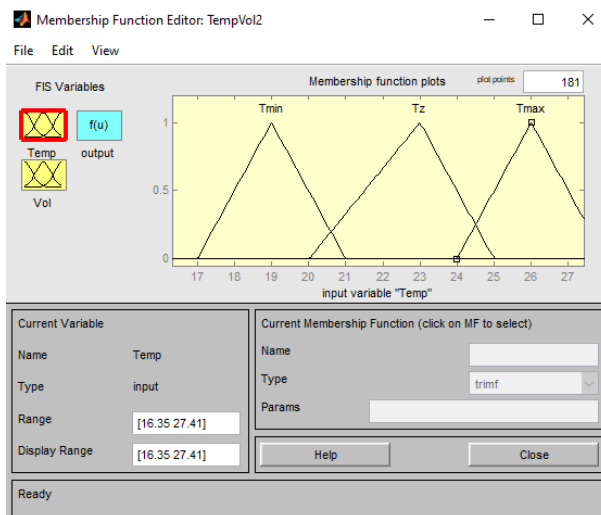 Membership Function Editor: TempVol2
File Edit View
FIS Variables
f(u)
Temp output
Vol
Membership function plots plot points: 181
Tmin Tz Tmax
1
0.5
0
17 18 19 20 21 22 23 24 25 26 27
input variable "Temp"
Current Variable
Name Temp
Type input
Range [16.35 27.41]
Display Range [16.35 27.41]
Current Membership Function (click on MF to select)
Name
Type trimf
Params
Help Close
Ready